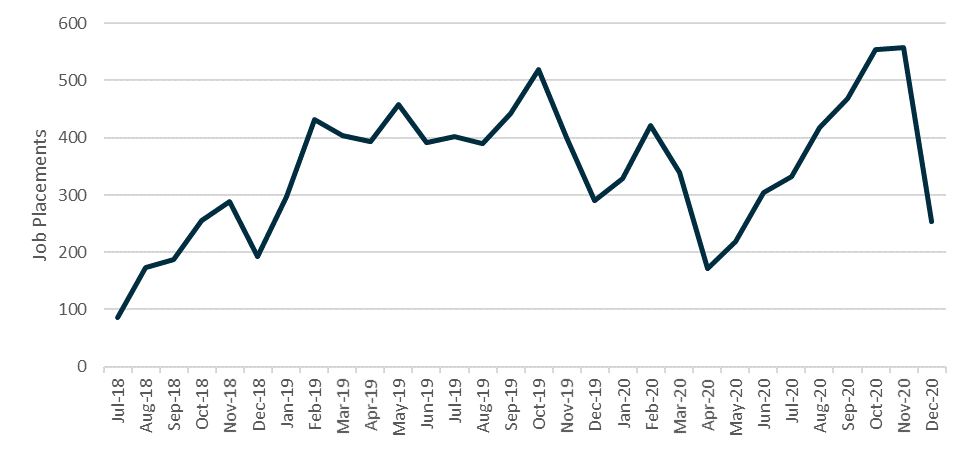 600
500
400
300
200
100
0
Job Placements
Jul-18
Aug-18
Sep-18
Oct-18
Nov-18
Dec-18
Jan-19
Feb-19
Mar-19
Apr-19
May-19
Jun-19
Jul-19
Aug-19
Sep-19
Oct-19
Nov-19
Dec-19
Jan-20
Feb-20
Mar-20
Apr-20
May-20
Jun-20
Jul-20
Aug-20
Sep-20
Oct-20
Nov-20
Dec-20